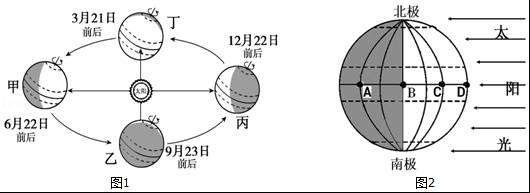 3月21日
前后
丁
12月22日
前后
甲
太阳
丙
6月22日
前后
乙
9月23日
前后
图1
北极
太
A
B
C
D
阳
光
南极
图2